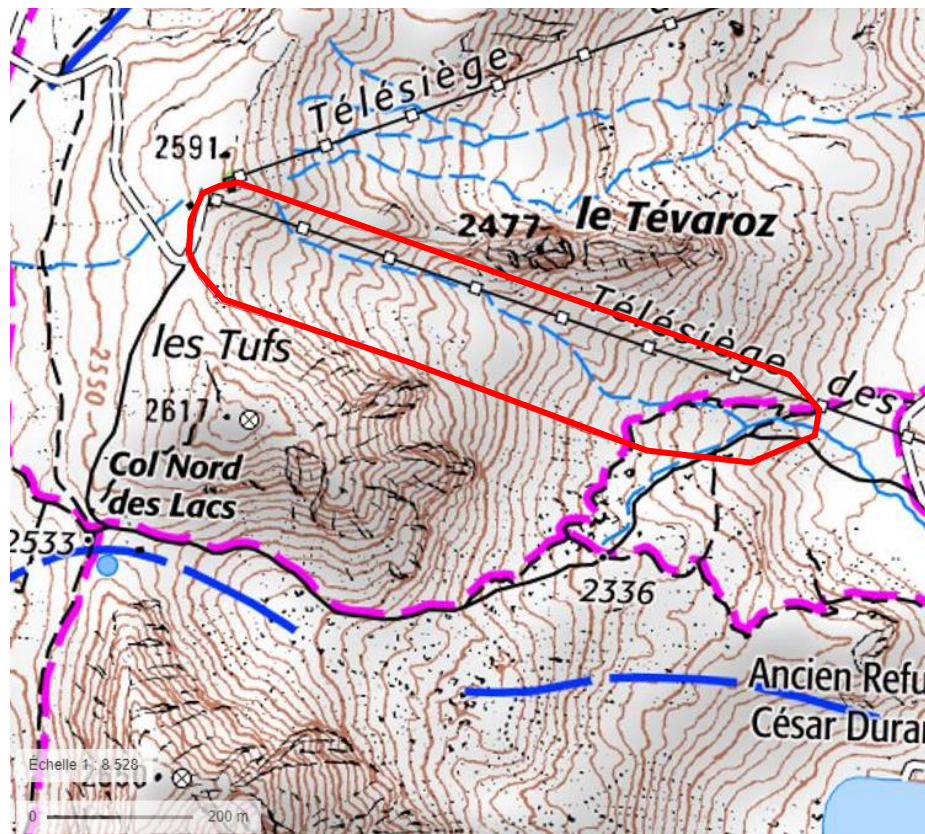 Télésiège
2591
2477
le Tévaroz
Télésiège des
les Tufs
2550
2617
Col Nord
des Lacs
2533
2336
Ancien Refu
César Duran
Échelle 1 : 8 528
2650
0 200 m